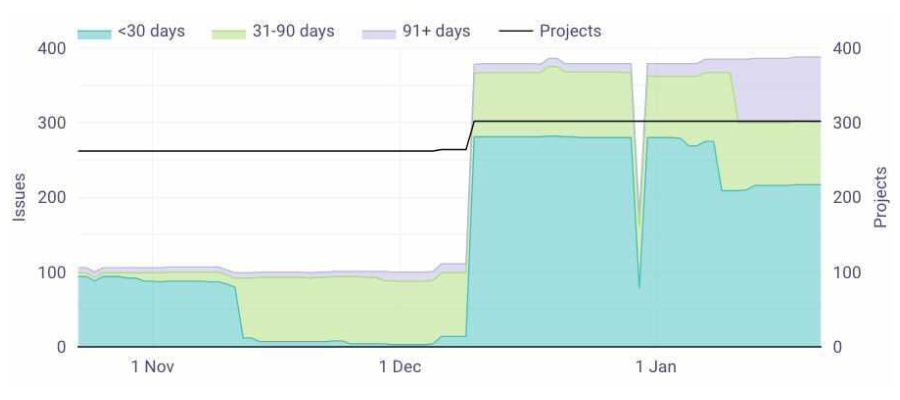 <30 days 31-90 days 91+ days Projects
400 400
300 300
200 200
100 100
0 0
Issues
Projects
1 Nov 1 Dec 1 Jan